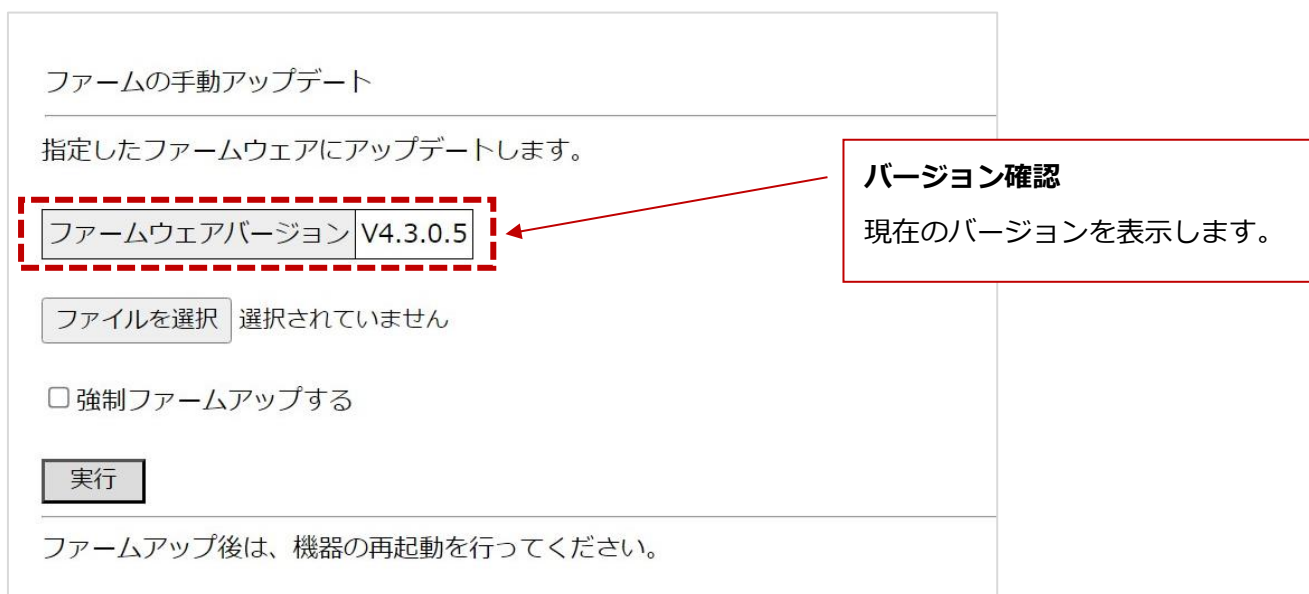 ファームの手動アップデート
指定したファームウェアにアップデートします。
バージョン確認
現在のバージョンを表示します。
ファームウェアバージョン V4.3.0.5
ファイルを選択 選択されていません
強制ファームアップする
実行
ファームアップ後は、機器の再起動を行ってください。